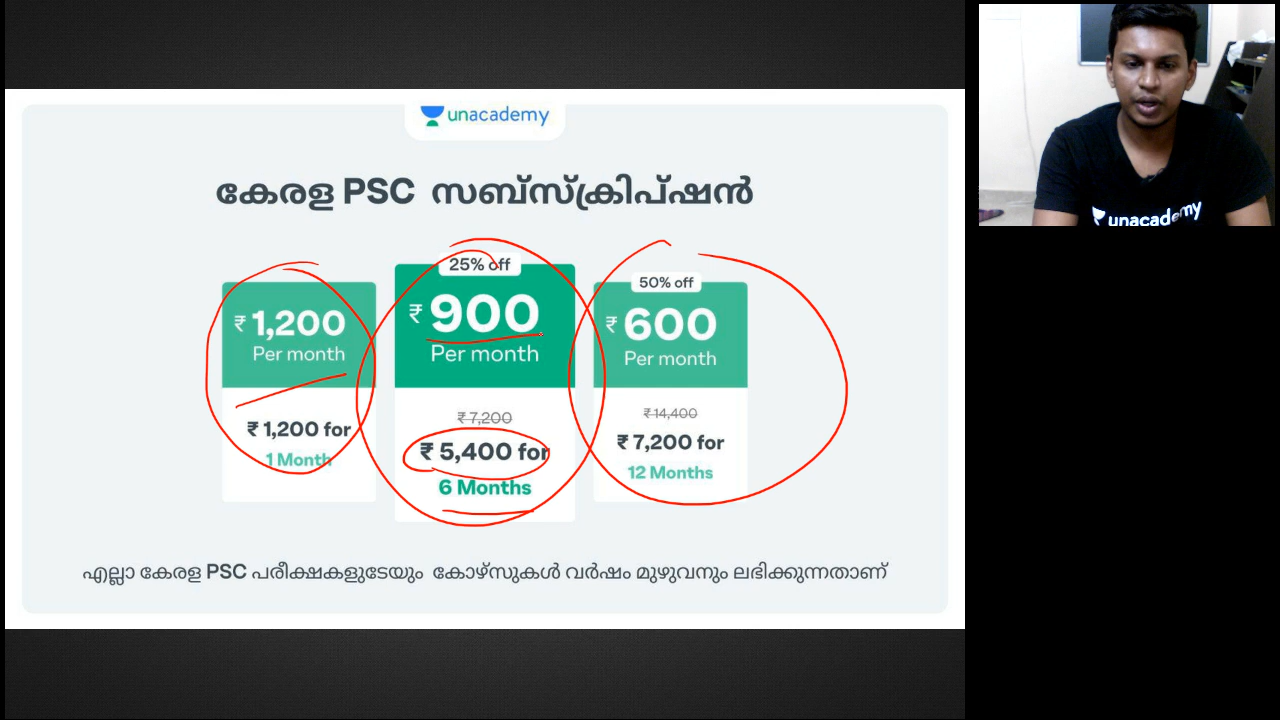 unacademy
കേരള PSC സബ്സ്ക്രിപ്ഷൻ
₹ 1,200
Per month
₹ 1,200 for
1 Month
25% off
₹ 900
Per month
₹ 7,200
₹ 5,400 for
6 Months
50% off
₹ 600
Per month
₹ 14,400
₹ 7,200 for
12 Months
എല്ലാ കേരള PSC പരീക്ഷകളുടേയും കോഴ്സുകൾ വർഷം മുഴുവനും ലഭിക്കുന്നതാണ്
unacademy